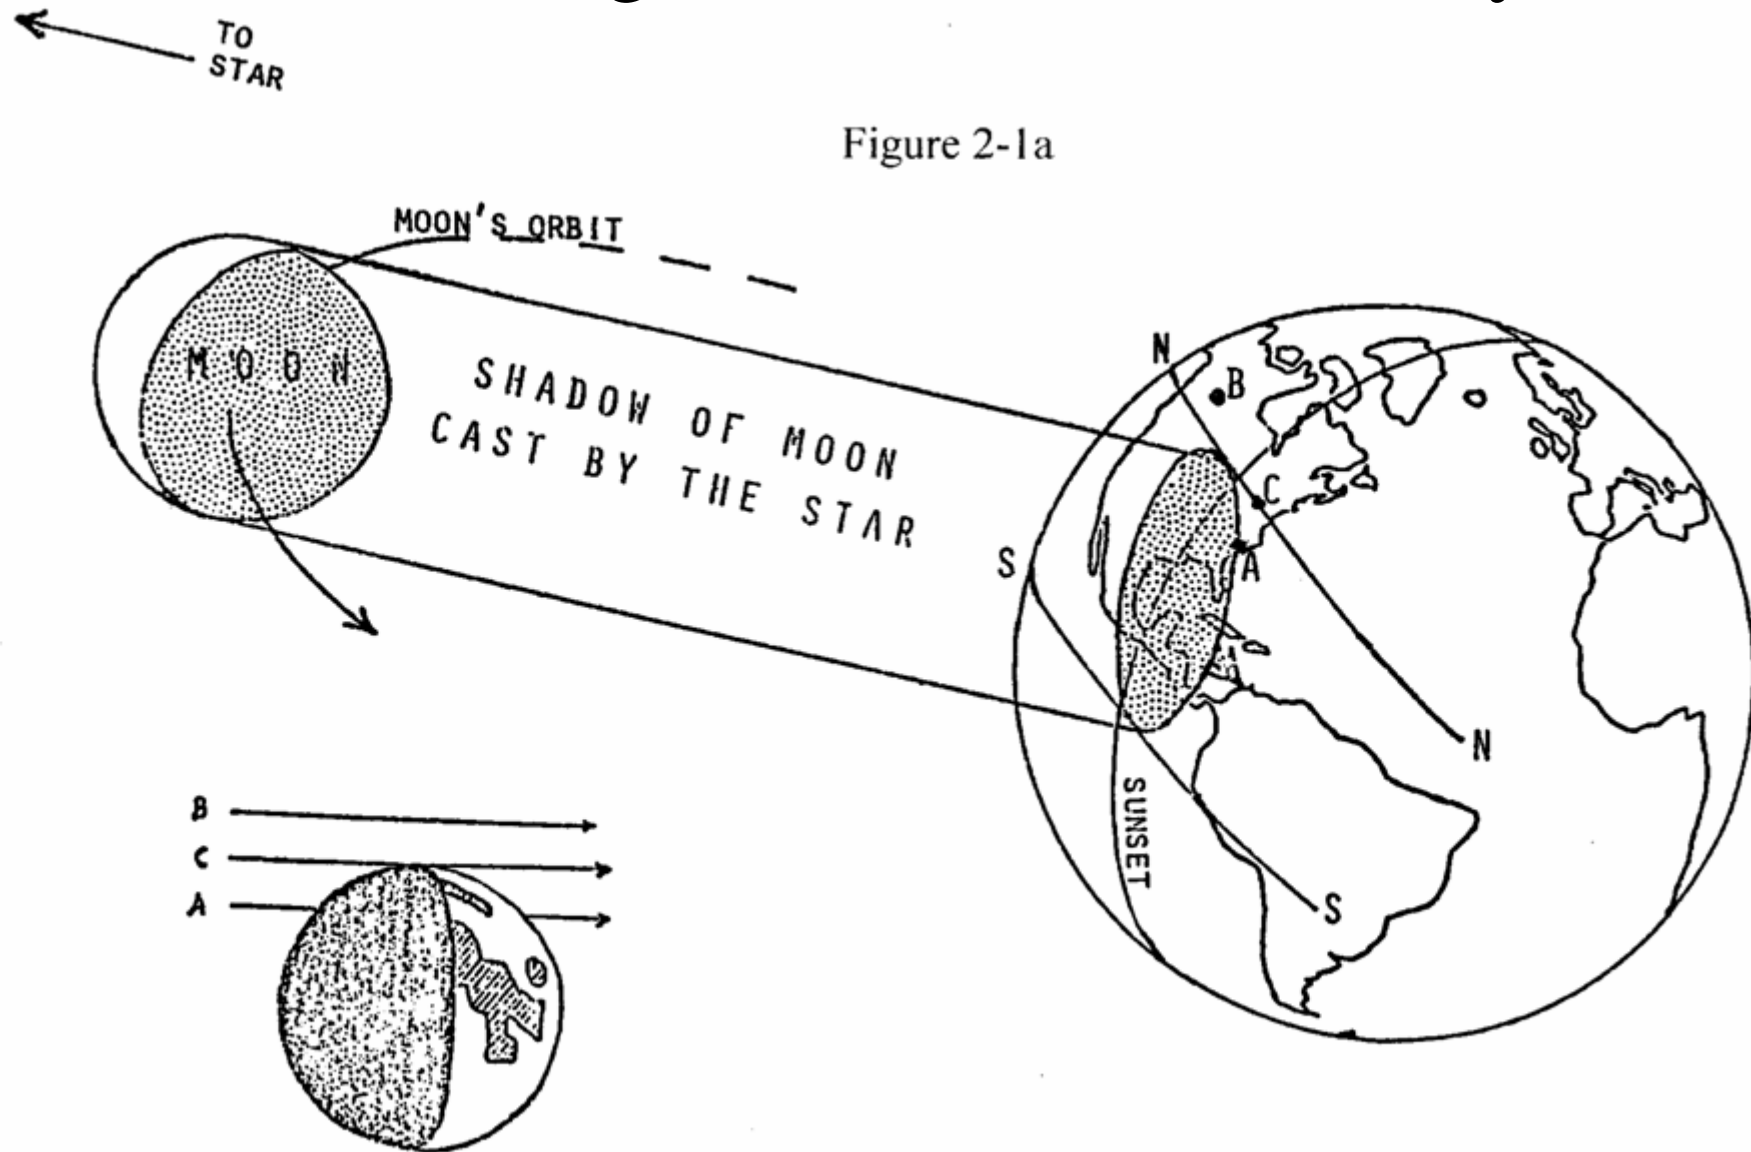 TO
STAR
Figure 2-1a
MOON'S ORBIT
MOON
SHADOW OF MOON
CAST BY THE STAR
N
B
C
S
A
N
SUNSET
S
B
C
A